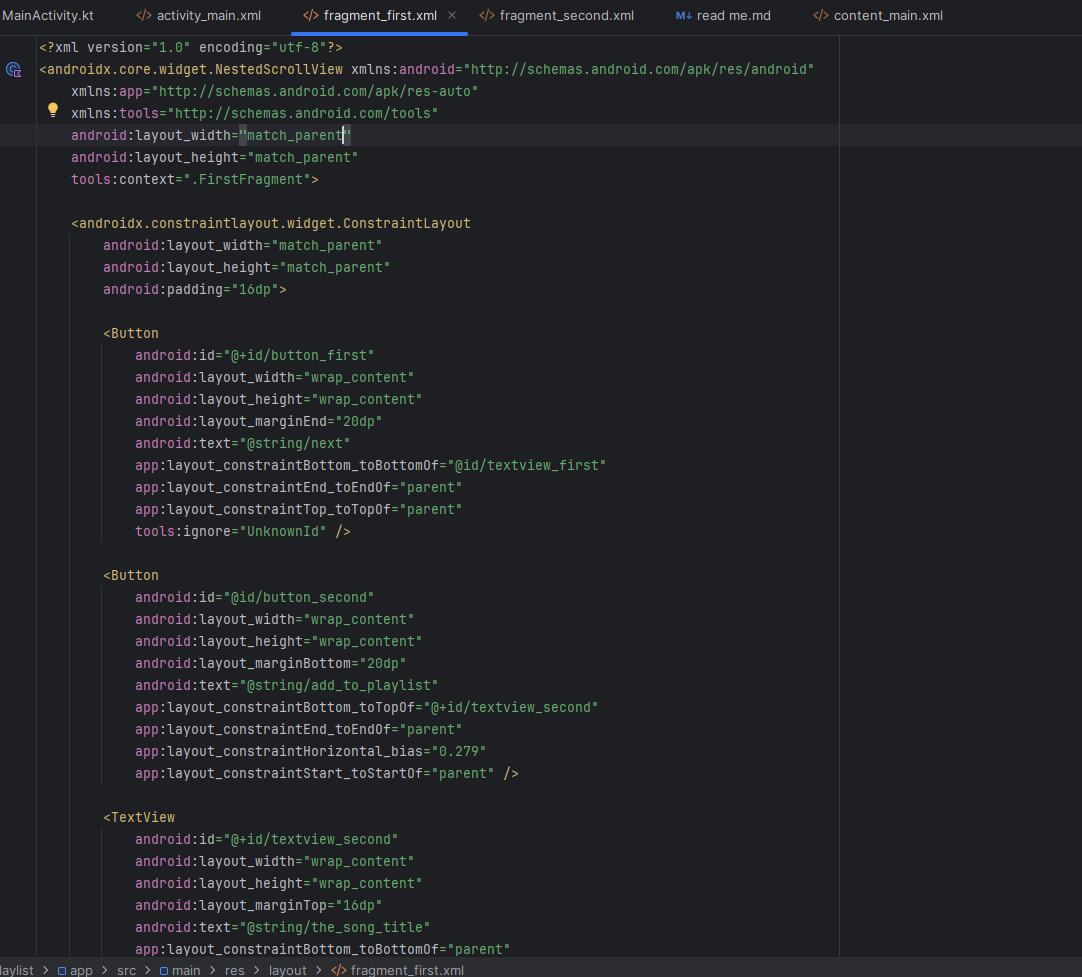 MainActivity.kt </> activity_main.xml </> fragment_first.xml × </> fragment_second.xml M↓ read me.md </> content_main.xml
<?xml version="1.0" encoding="utf-8"?>
<androidx.core.widget.NestedScrollView xmlns:android="http://schemas.android.com/apk/res/android"
    xmlns:app="http://schemas.android.com/apk/res-auto"
    xmlns:tools="http://schemas.android.com/tools"
    android:layout_width="match_parent"
    android:layout_height="match_parent"
    tools:context=".FirstFragment">

    <androidx.constraintlayout.widget.ConstraintLayout
        android:layout_width="match_parent"
        android:layout_height="match_parent"
        android:padding="16dp">

        <Button
            android:id="@+id/button_first"
            android:layout_width="wrap_content"
            android:layout_height="wrap_content"
            android:layout_marginEnd="20dp"
            android:text="@string/next"
            app:layout_constraintBottom_toBottomOf="@id/textview_first"
            app:layout_constraintEnd_toEndOf="parent"
            app:layout_constraintTop_toTopOf="parent"
            tools:ignore="UnknownId" />

        <Button
            android:id="@id/button_second"
            android:layout_width="wrap_content"
            android:layout_height="wrap_content"
            android:layout_marginBottom="20dp"
            android:text="@string/add_to_playlist"
            app:layout_constraintBottom_toTopOf="@+id/textview_second"
            app:layout_constraintEnd_toEndOf="parent"
            app:layout_constraintHorizontal_bias="0.279"
            app:layout_constraintStart_toStartOf="parent" />

        <TextView
            android:id="@+id/textview_second"
            android:layout_width="wrap_content"
            android:layout_height="wrap_content"
            android:layout_marginTop="16dp"
            android:text="@string/the_song_title"
            app:layout_constraintBottom_toBottomOf="parent"
laylist > app > src > main > res > layout > </> fragment_first.xml